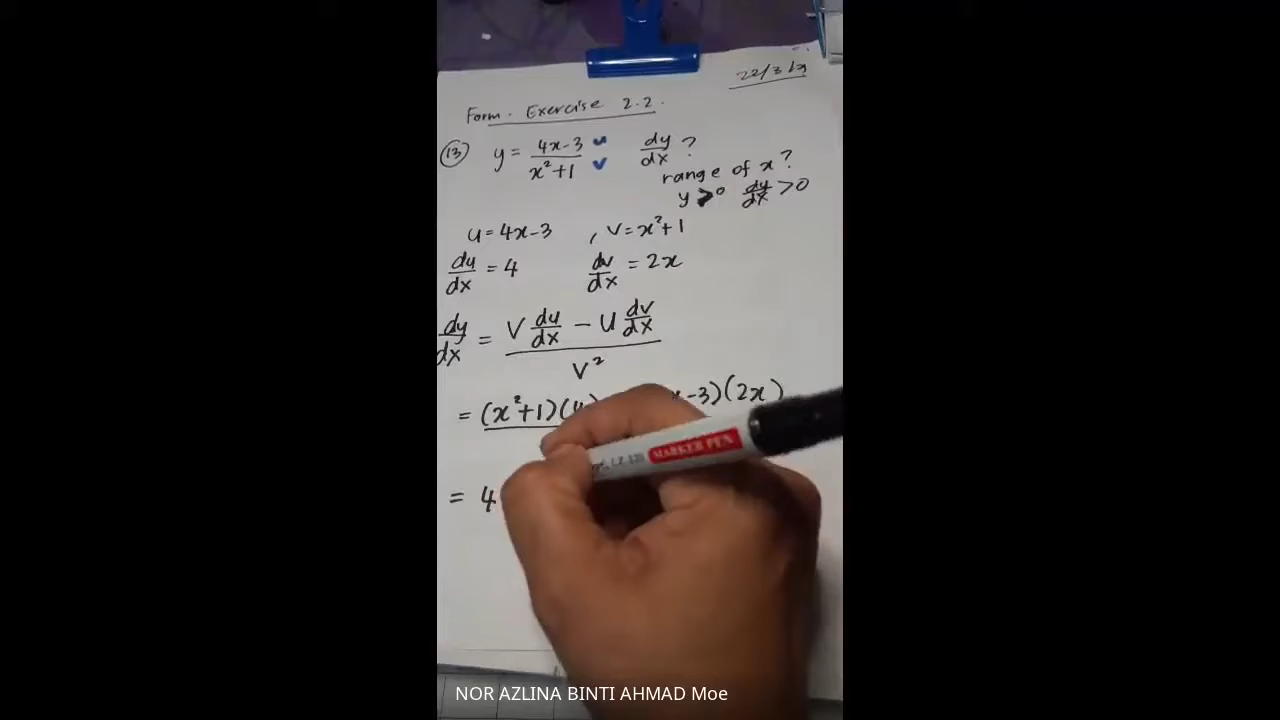 22/3/21
Form. Exercise 2.2.
13 y = 4x-3 / x²+1 u v dy/dx ?
range of x?
y > 0 dy/dx > 0
u = 4x-3 , v = x²+1
du/dx = 4 dv/dx = 2x
dy/dx = V du/dx - U dv/dx / V²
= (x²+1)(4) x-3)(2x)
= 4
MARKER PEN
NOR AZLINA BINTI AHMAD Moe